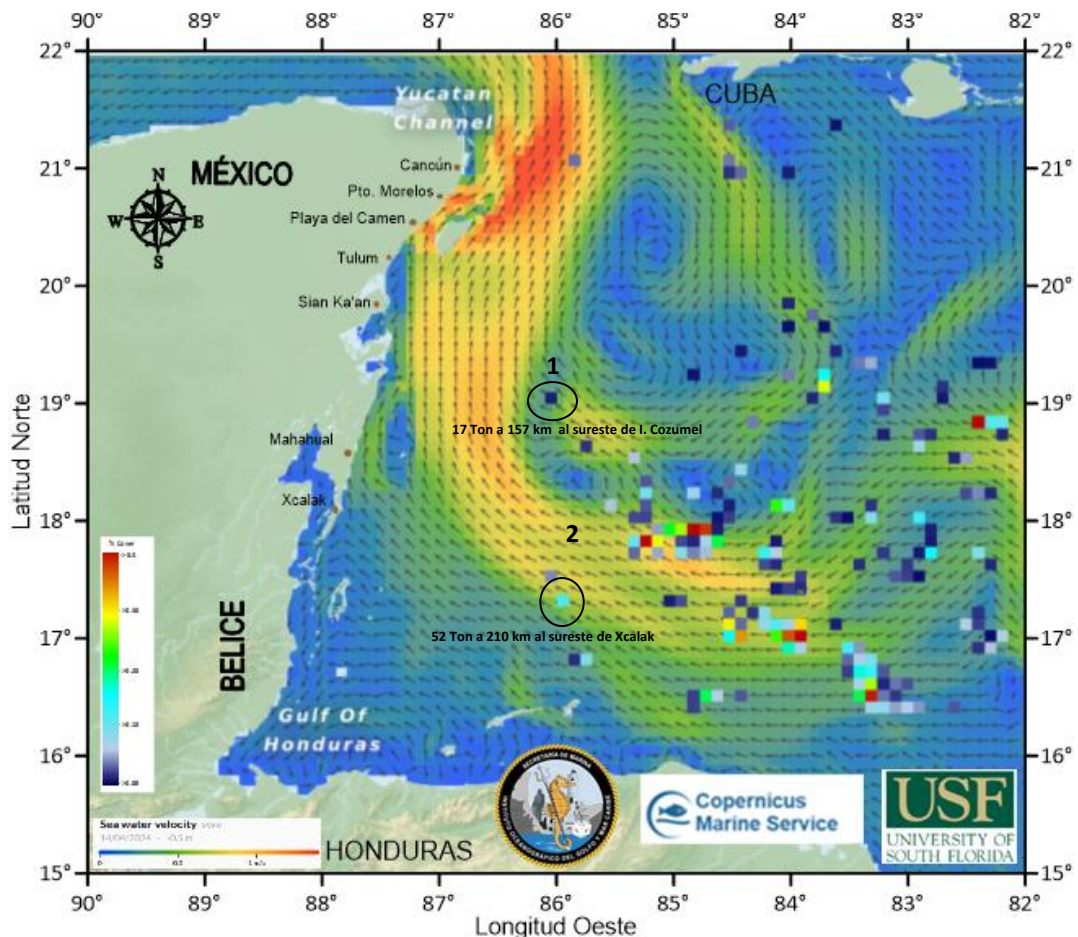 90° 89° 88° 87° 86° 85° 84° 83° 82°
22° 22°
Yucatan
Channel
CUBA
Cancún
21° 21°
MÉXICO
N
Pto. Morelos
W E
Playa del Camen
S
Tulum
20° 20°
Sian Ka'an
1
19° 19°
17 Ton a 157 km al sureste de I. Cozumel
Mahahual
Xcalak
18° 18°
2
17° 17°
52 Ton a 210 km al sureste de Xcalak
BELICE
Gulf Of
Honduras
16° 16°
SECRETARÍA DE MARINA
Copernicus
Marine Service
USF
UNIVERSITY OF
SOUTH FLORIDA
Sea water velocity
0 0.5 1 m/s
HONDURAS
15° 15°
90° 89° 88° 87° 86° 85° 84° 83° 82°
Latitud Norte
Longitud Oeste